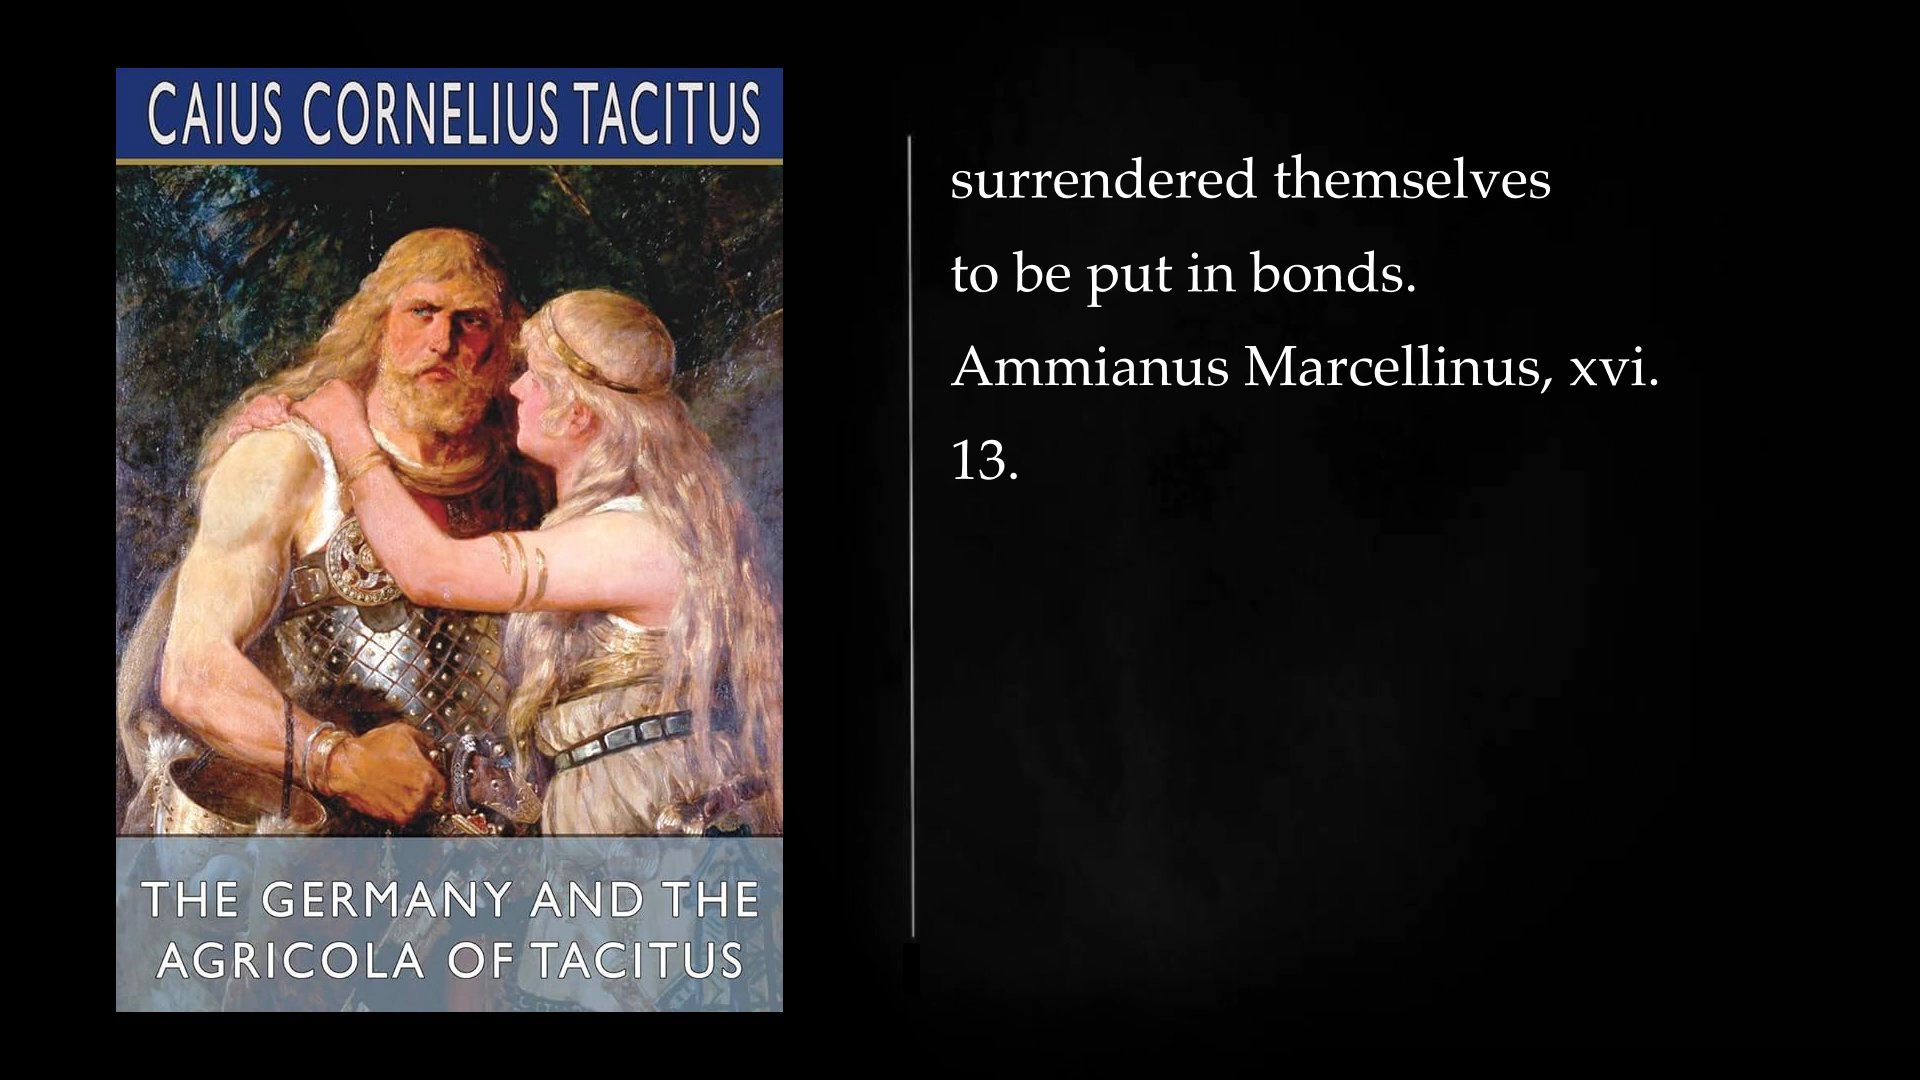 CAIUS CORNELIUS TACITUS
THE GERMANY AND THE
AGRICOLA OF TACITUS
surrendered themselves
to be put in bonds.
Ammianus Marcellinus, xvi.
13.